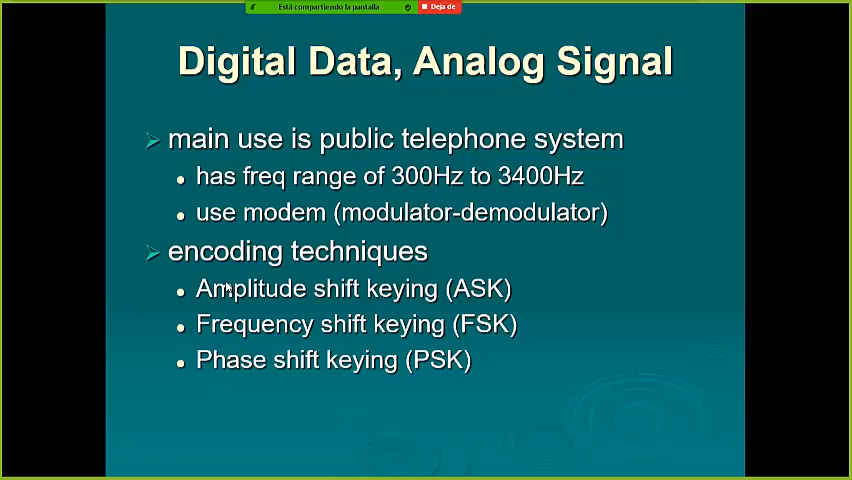 Está compartiendo la pantalla
Deja de
Digital Data, Analog Signal
main use is public telephone system
has freq range of 300Hz to 3400Hz
use modem (modulator-demodulator)
encoding techniques
Amplitude shift keying (ASK)
Frequency shift keying (FSK)
Phase shift keying (PSK)